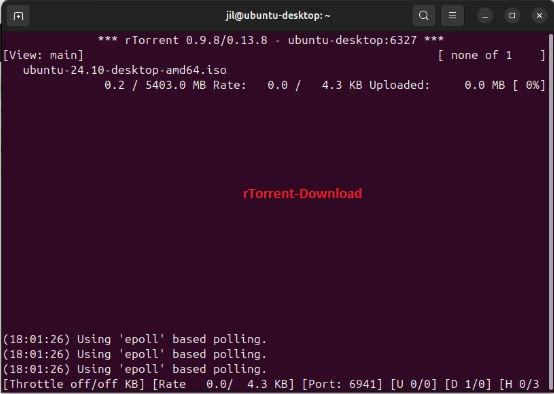 jil@ubuntu-desktop: ~
*** rTorrent 0.9.8/0.13.8 - ubuntu-desktop:6327 ***
[View: main] [ none of 1 ]
ubuntu-24.10-desktop-amd64.iso
0.2 / 5403.0 MB Rate: 0.0 / 4.3 KB Uploaded: 0.0 MB [ 0%]
rTorrent-Download
(18:01:26) Using 'epoll' based polling.
(18:01:26) Using 'epoll' based polling.
(18:01:26) Using 'epoll' based polling.
[Throttle off/off KB] [Rate 0.0/ 4.3 KB] [Port: 6941] [U 0/0] [D 1/0] [H 0/3